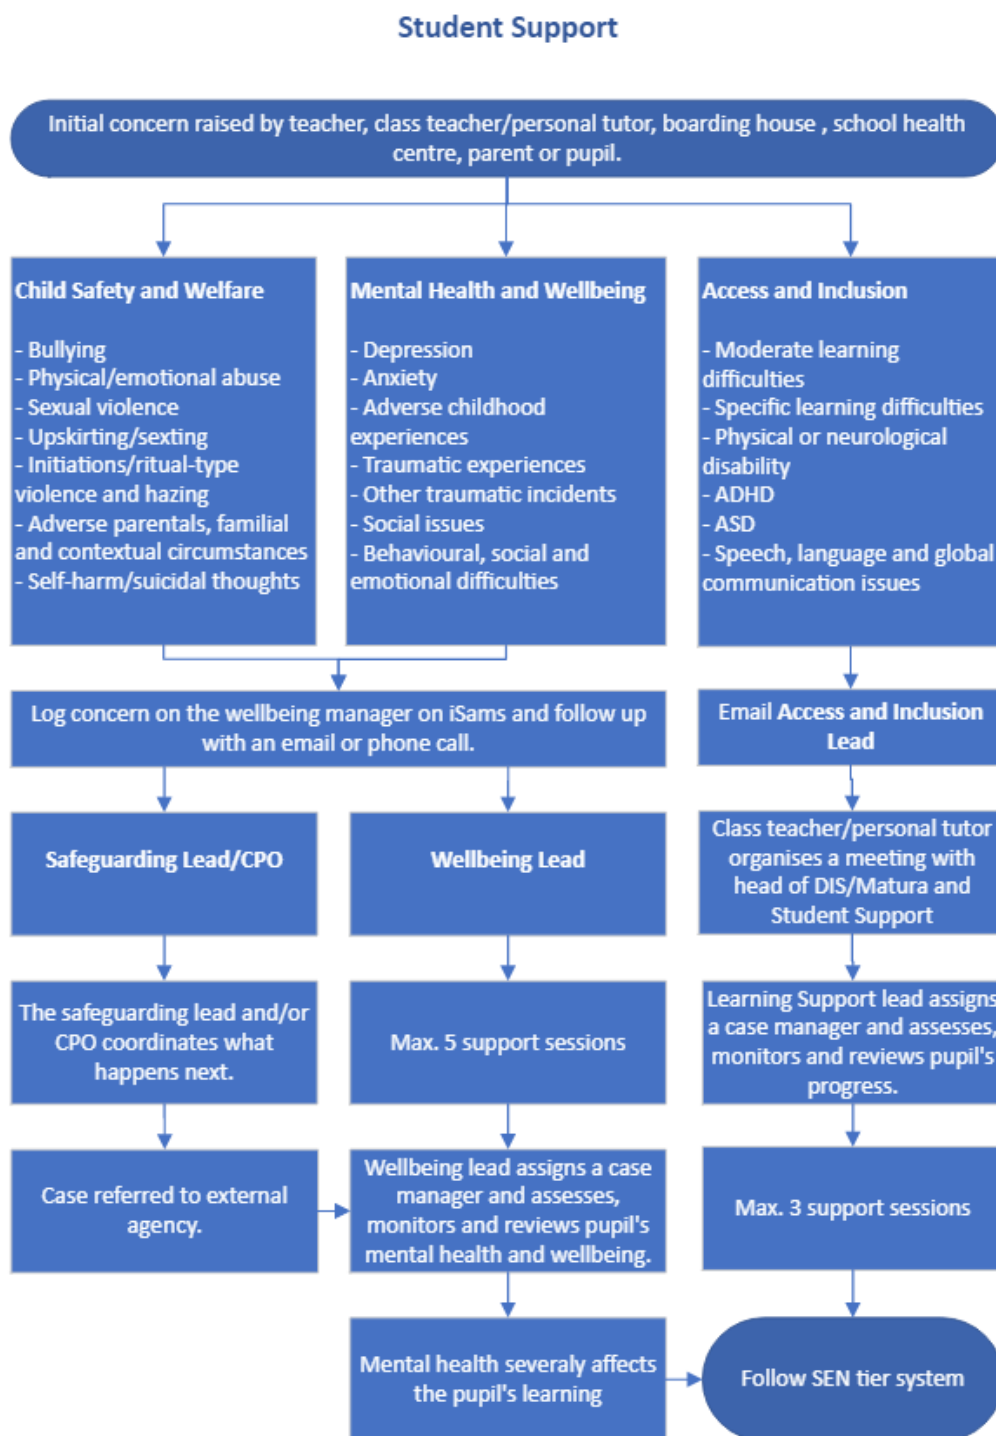 Student Support
Initial concern raised by teacher, class teacher/personal tutor, boarding house , school health
centre, parent or pupil.
Child Safety and Welfare
- Bullying
- Physical/emotional abuse
- Sexual violence
- Upskirting/sexting
- Initiations/ritual-type
violence and hazing
- Adverse parentals, familial
and contextual circumstances
- Self-harm/suicidal thoughts
Mental Health and Wellbeing
- Depression
- Anxiety
- Adverse childhood
experiences
- Traumatic experiences
- Other traumatic incidents
- Social issues
- Behavioural, social and
emotional difficulties
Access and Inclusion
- Moderate learning
difficulties
- Specific learning difficulties
- Physical or neurological
disability
- ADHD
- ASD
- Speech, language and global
communication issues
Log concern on the wellbeing manager on iSams and follow up
with an email or phone call.
Email Access and Inclusion
Lead
Safeguarding Lead/CPO
Wellbeing Lead
Class teacher/personal tutor
organises a meeting with
head of DIS/Matura and
Student Support
The safeguarding lead and/or
CPO coordinates what
happens next.
Max. 5 support sessions
Learning Support lead assigns
a case manager and assesses,
monitors and reviews pupil's
progress.
Case referred to external
agency.
Wellbeing lead assigns a case
manager and assesses,
monitors and reviews pupil's
mental health and wellbeing.
Max. 3 support sessions
Mental health severaly affects
the pupil's learning
Follow SEN tier system